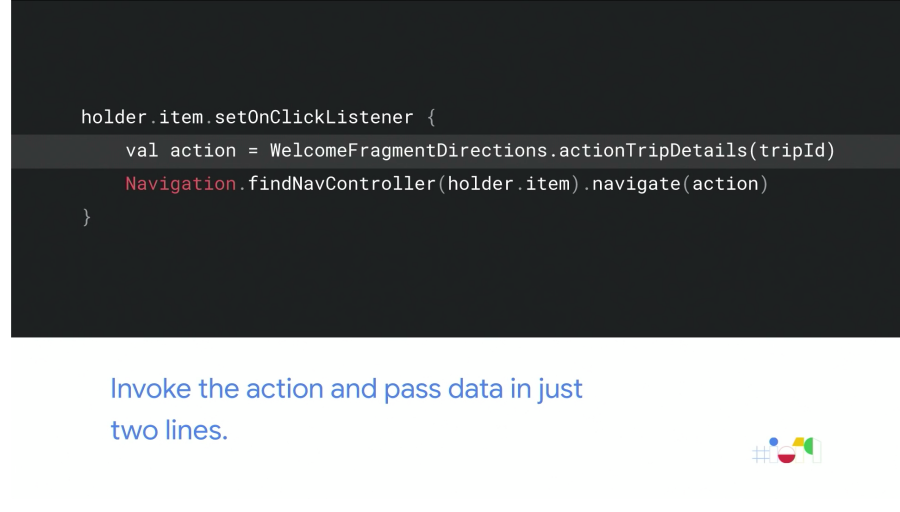 holder.item.setOnClickListener {
    val action = WelcomeFragmentDirections.actionTripDetails(tripId)
    Navigation.findNavController(holder.item).navigate(action)
}
Invoke the action and pass data in just
two lines.
#io19